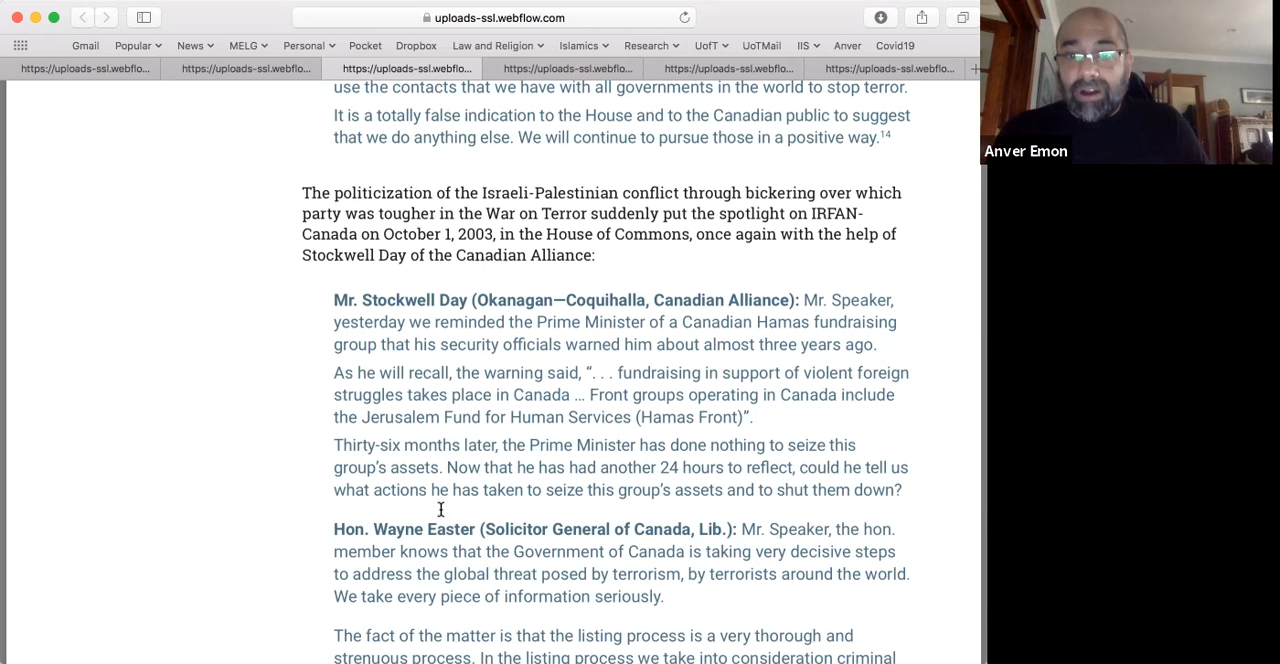 uploads-ssl.webflow.com
Gmail Popular News MELG Personal Pocket Dropbox Law and Religion Islamics Research UofT UoTMail IIS Anver Covid19
https://uploads-ssl.webflo... https://uploads-ssl.webflo... https://uploads-ssl.webflo... https://uploads-ssl.webflo... https://uploads-ssl.webflo... https://uploads-ssl.webflo...
use the contacts that we have with all governments in the world to stop terror.
It is a totally false indication to the House and to the Canadian public to suggest
that we do anything else. We will continue to pursue those in a positive way.14
Anver Emon
The politicization of the Israeli-Palestinian conflict through bickering over which
party was tougher in the War on Terror suddenly put the spotlight on IRFAN-
Canada on October 1, 2003, in the House of Commons, once again with the help of
Stockwell Day of the Canadian Alliance:
Mr. Stockwell Day (Okanagan—Coquihalla, Canadian Alliance): Mr. Speaker,
yesterday we reminded the Prime Minister of a Canadian Hamas fundraising
group that his security officials warned him about almost three years ago.
As he will recall, the warning said, “. . . fundraising in support of violent foreign
struggles takes place in Canada ... Front groups operating in Canada include
the Jerusalem Fund for Human Services (Hamas Front)”.
Thirty-six months later, the Prime Minister has done nothing to seize this
group’s assets. Now that he has had another 24 hours to reflect, could he tell us
what actions he has taken to seize this group’s assets and to shut them down?
Hon. Wayne Easter (Solicitor General of Canada, Lib.): Mr. Speaker, the hon.
member knows that the Government of Canada is taking very decisive steps
to address the global threat posed by terrorism, by terrorists around the world.
We take every piece of information seriously.
The fact of the matter is that the listing process is a very thorough and
strenuous process. In the listing process we take into consideration criminal